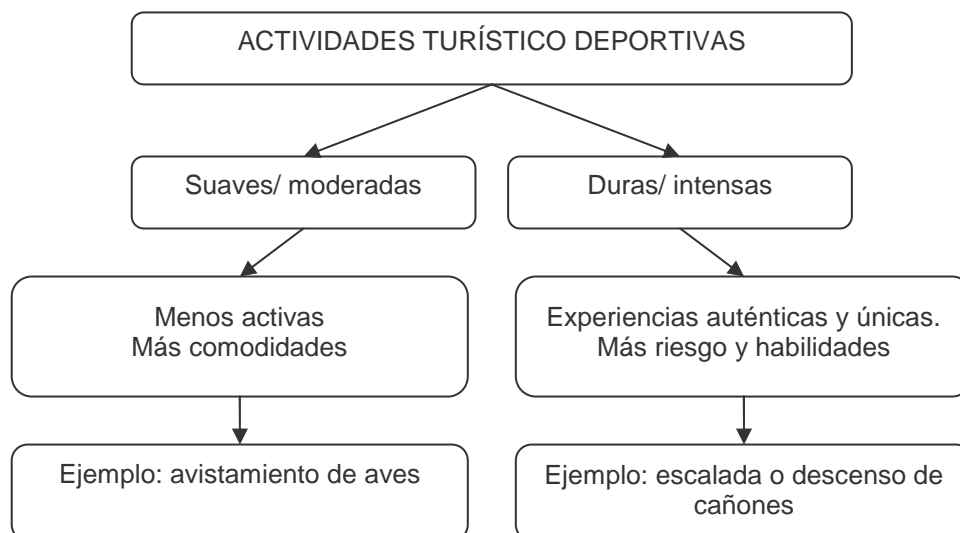 ACTIVIDADES TURÍSTICO DEPORTIVAS
Suaves/ moderadas
Duras/ intensas
Menos activas
Más comodidades
Experiencias auténticas y únicas.
Más riesgo y habilidades
Ejemplo: avistamiento de aves
Ejemplo: escalada o descenso de
cañones